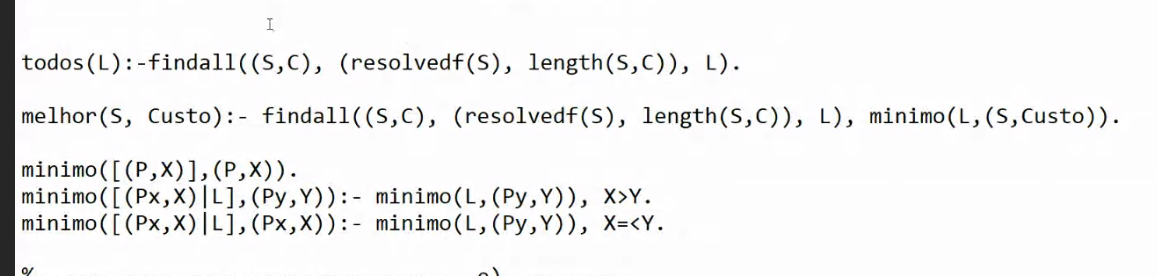 todos(L):-findall((S,C), (resolvedf(S), length(S,C)), L).
melhor(S, Custo):- findall((S,C), (resolvedf(S), length(S,C)), L), minimo(L,(S,Custo)).
minimo([(P,X)],(P,X)).
minimo([(Px,X)|L],(Py,Y)):- minimo(L,(Py,Y)), X>Y.
minimo([(Px,X)|L],(Px,X)):- minimo(L,(Py,Y)), X=<Y.
%